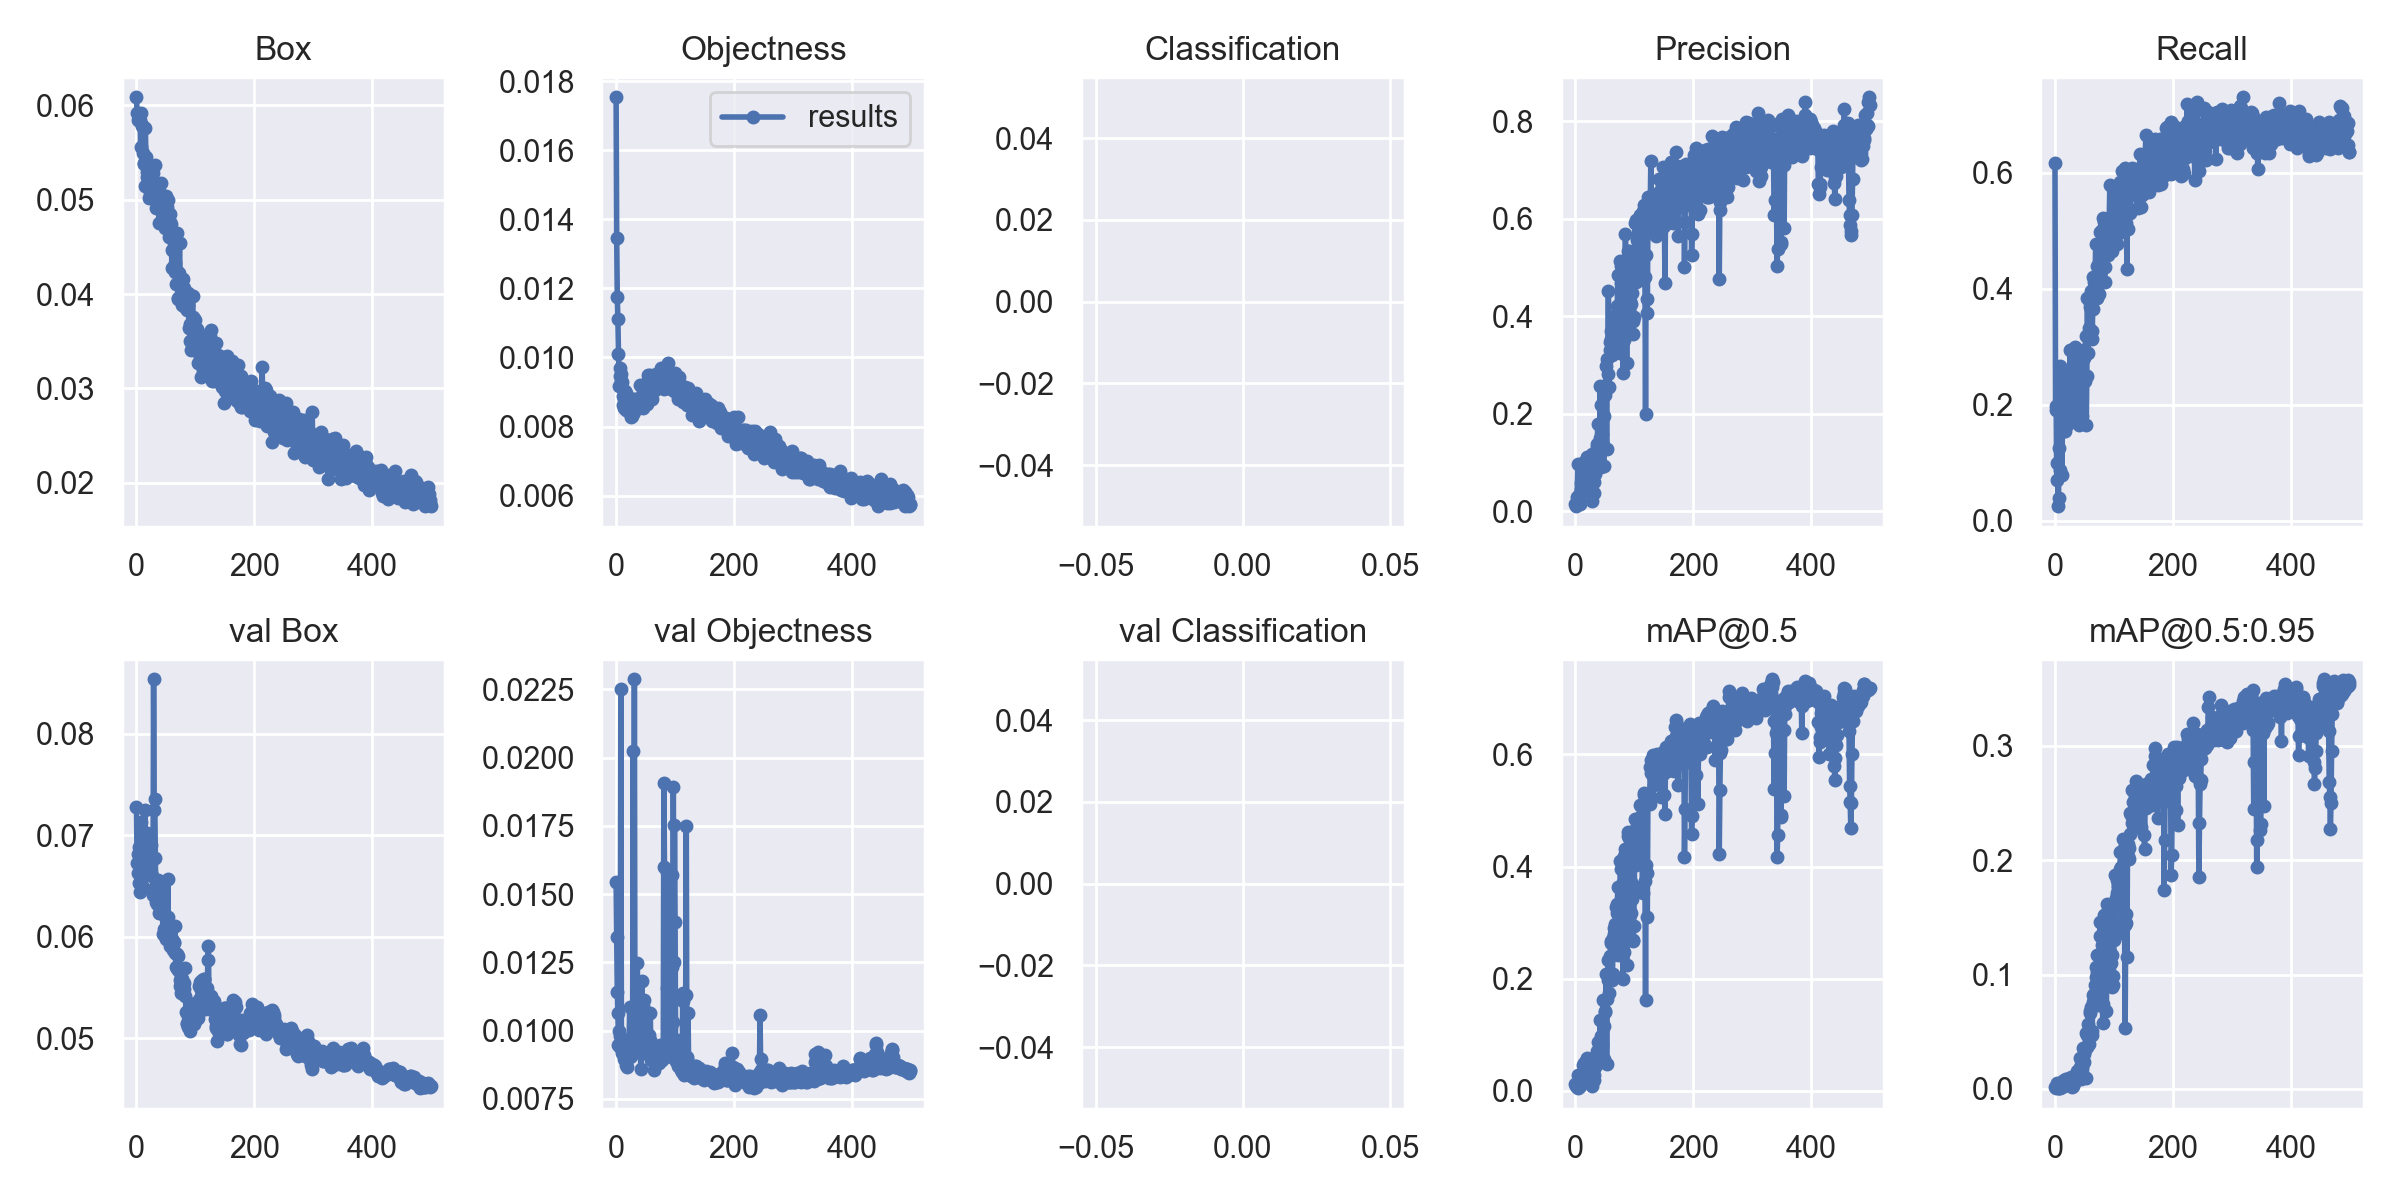 Box
0.06
0.05
0.04
0.03
0.02
0 200 400
Objectness
results
0.018
0.016
0.014
0.012
0.010
0.008
0.006
0 200 400
Classification
0.04
0.02
0.00
−0.02
−0.04
−0.05 0.00 0.05
Precision
0.8
0.6
0.4
0.2
0.0
0 200 400
Recall
0.6
0.4
0.2
0.0
0 200 400
val Box
0.08
0.07
0.06
0.05
0 200 400
val Objectness
0.0225
0.0200
0.0175
0.0150
0.0125
0.0100
0.0075
0 200 400
val Classification
0.04
0.02
0.00
−0.02
−0.04
−0.05 0.00 0.05
mAP@0.5
0.6
0.4
0.2
0.0
0 200 400
mAP@0.5:0.95
0.3
0.2
0.1
0.0
0 200 400